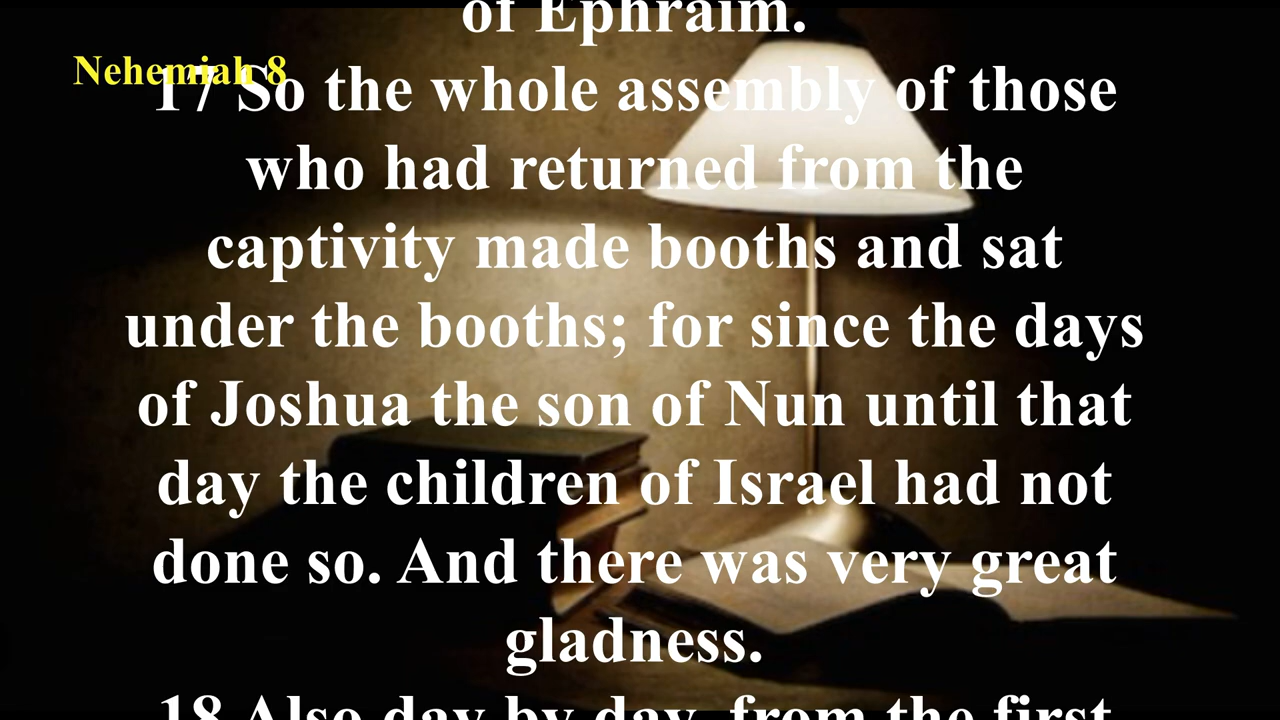 of Ephraim.
Nehemiah 8
17 So the whole assembly of those
who had returned from the
captivity made booths and sat
under the booths; for since the days
of Joshua the son of Nun until that
day the children of Israel had not
done so. And there was very great
gladness.
18 Also day by day, from the first